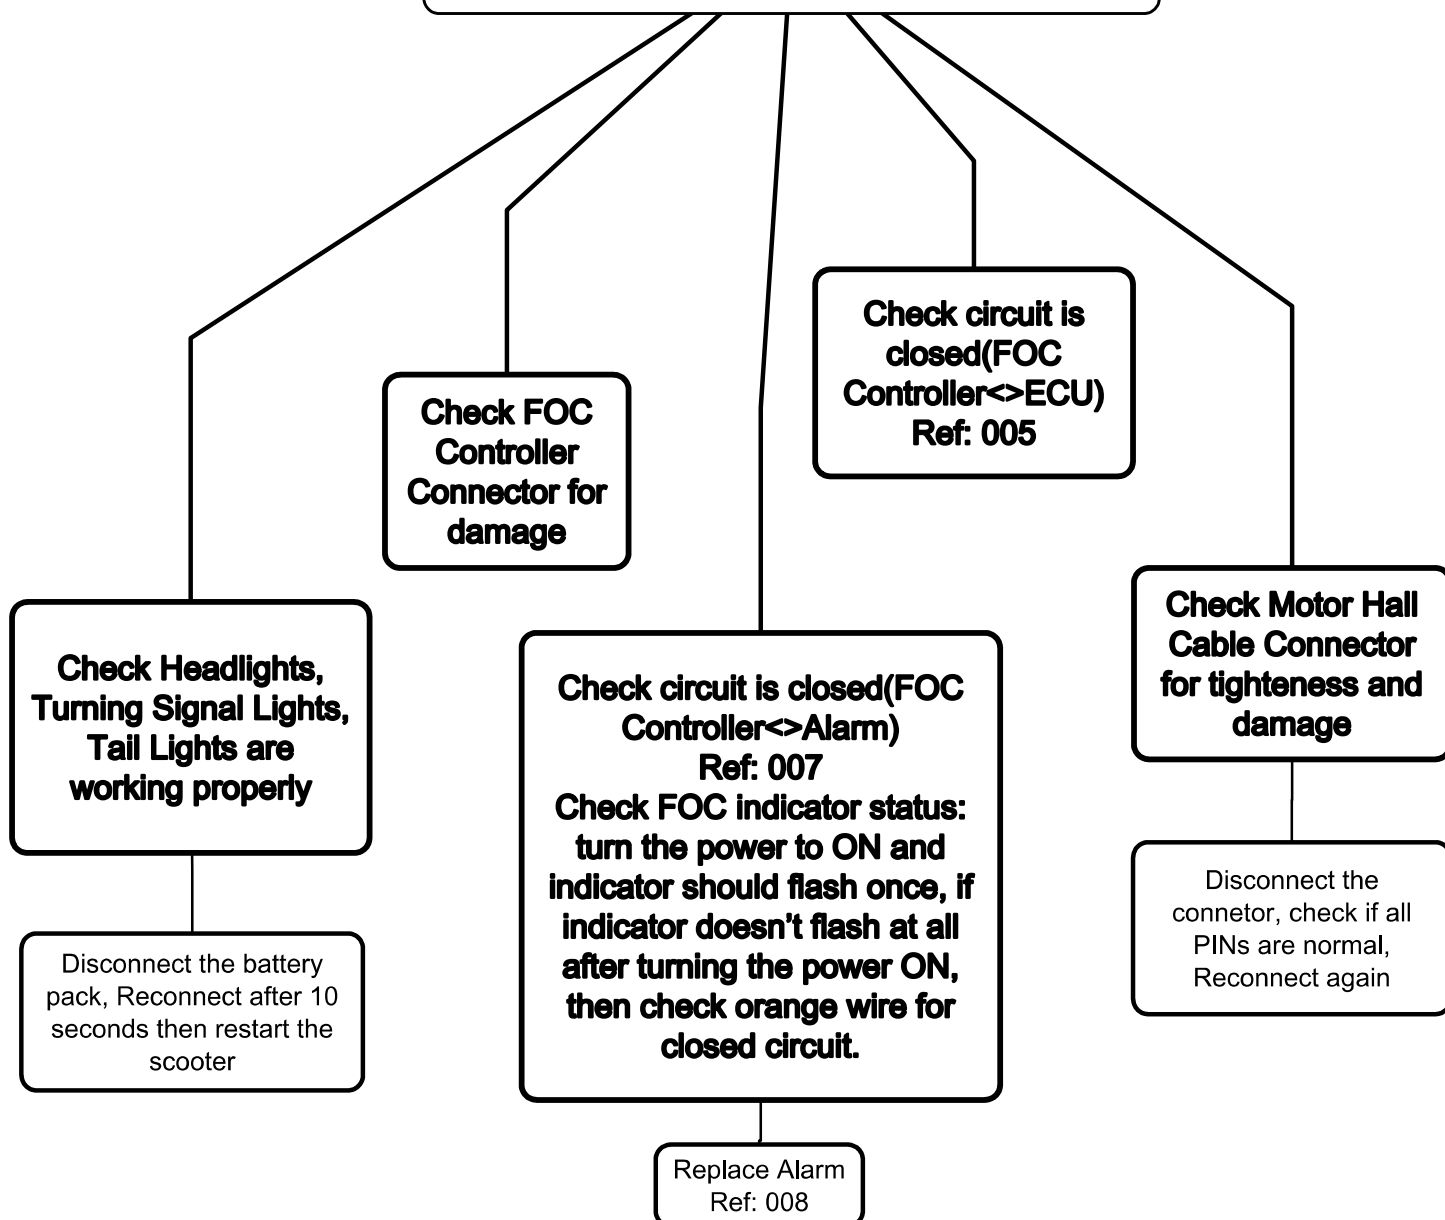 Check circuit is
closed(FOC
Controller<>ECU)
Ref: 005
Check FOC
Controller
Connector for
damage
Check Headlights,
Turning Signal Lights,
Tail Lights are
working properly
Check circuit is closed(FOC
Controller<>Alarm)
Ref: 007
Check FOC indicator status:
turn the power to ON and
indicator should flash once, if
indicator doesn’t flash at all
after turning the power ON,
then check orange wire for
closed circuit.
Check Motor Hall
Cable Connector
for tighteness and
damage
Disconnect the battery
pack, Reconnect after 10
seconds then restart the
scooter
Disconnect the
connetor, check if all
PINs are normal,
Reconnect again
Replace Alarm
Ref: 008